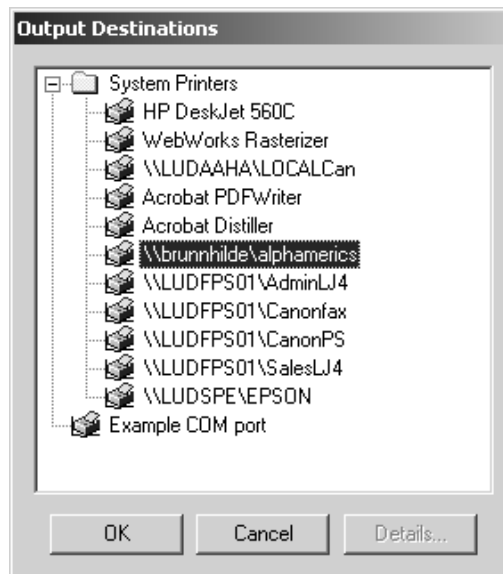 Output Destinations
System Printers
HP DeskJet 560C
WebWorks Rasterizer
\\LUDAAHA\LOCALCan
Acrobat PDFWriter
Acrobat Distiller
\\brunnhilde\alphamerics
\\LUDFPS01\AdminLJ4
\\LUDFPS01\Canonfax
\\LUDFPS01\CanonPS
\\LUDFPS01\SalesLJ4
\\LUDSPE\EPSON
Example COM port
OK Cancel Details...